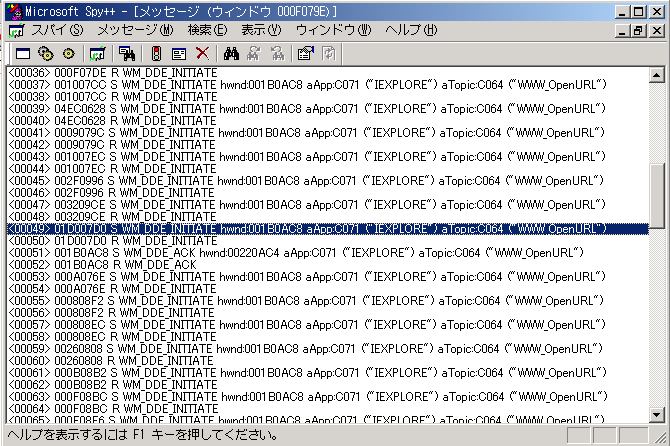 Microsoft Spy++ - [メッセージ (ウィンドウ 000F079E)]
スパイ(S) メッセージ(M) 検索(E) 表示(V) ウィンドウ(W) ヘルプ(H)
<00036> 000F07DE R WM_DDE_INITIATE
<00037> 001007CC S WM_DDE_INITIATE hwnd:001B0AC8 aApp:C071 ("IEXPLORE") aTopic:C064 ("WWW_OpenURL")
<00038> 001007CC R WM_DDE_INITIATE
<00039> 04EC0628 S WM_DDE_INITIATE hwnd:001B0AC8 aApp:C071 ("IEXPLORE") aTopic:C064 ("WWW_OpenURL")
<00040> 04EC0628 R WM_DDE_INITIATE
<00041> 0009079C S WM_DDE_INITIATE hwnd:001B0AC8 aApp:C071 ("IEXPLORE") aTopic:C064 ("WWW_OpenURL")
<00042> 0009079C R WM_DDE_INITIATE
<00043> 001007EC S WM_DDE_INITIATE hwnd:001B0AC8 aApp:C071 ("IEXPLORE") aTopic:C064 ("WWW_OpenURL")
<00044> 001007EC R WM_DDE_INITIATE
<00045> 002F0996 S WM_DDE_INITIATE hwnd:001B0AC8 aApp:C071 ("IEXPLORE") aTopic:C064 ("WWW_OpenURL")
<00046> 002F0996 R WM_DDE_INITIATE
<00047> 003209CE S WM_DDE_INITIATE hwnd:001B0AC8 aApp:C071 ("IEXPLORE") aTopic:C064 ("WWW_OpenURL")
<00048> 003209CE R WM_DDE_INITIATE
<00049> 01D007D0 S WM_DDE_INITIATE hwnd:001B0AC8 aApp:C071 ("IEXPLORE") aTopic:C064 ("WWW_OpenURL")
<00050> 01D007D0 R WM_DDE_INITIATE
<00051> 001B0AC8 S WM_DDE_ACK hwnd:00220AC4 aApp:C071 ("IEXPLORE") aTopic:C064 ("WWW_OpenURL")
<00052> 001B0AC8 R WM_DDE_ACK
<00053> 000A076E S WM_DDE_INITIATE hwnd:001B0AC8 aApp:C071 ("IEXPLORE") aTopic:C064 ("WWW_OpenURL")
<00054> 000A076E R WM_DDE_INITIATE
<00055> 000808F2 S WM_DDE_INITIATE hwnd:001B0AC8 aApp:C071 ("IEXPLORE") aTopic:C064 ("WWW_OpenURL")
<00056> 000808F2 R WM_DDE_INITIATE
<00057> 000808EC S WM_DDE_INITIATE hwnd:001B0AC8 aApp:C071 ("IEXPLORE") aTopic:C064 ("WWW_OpenURL")
<00058> 000808EC R WM_DDE_INITIATE
<00059> 00260808 S WM_DDE_INITIATE hwnd:001B0AC8 aApp:C071 ("IEXPLORE") aTopic:C064 ("WWW_OpenURL")
<00060> 00260808 R WM_DDE_INITIATE
<00061> 000B08B2 S WM_DDE_INITIATE hwnd:001B0AC8 aApp:C071 ("IEXPLORE") aTopic:C064 ("WWW_OpenURL")
<00062> 000B08B2 R WM_DDE_INITIATE
<00063> 000F08BC S WM_DDE_INITIATE hwnd:001B0AC8 aApp:C071 ("IEXPLORE") aTopic:C064 ("WWW_OpenURL")
<00064> 000F08BC R WM_DDE_INITIATE
<00065> 000F08F6 S WM_DDE_INITIATE hwnd:001B0AC8 aApp:C071 ("IEXPLORE") aTopic:C064 ("WWW_OpenURL")
ヘルプを表示するには F1 キーを押してください。